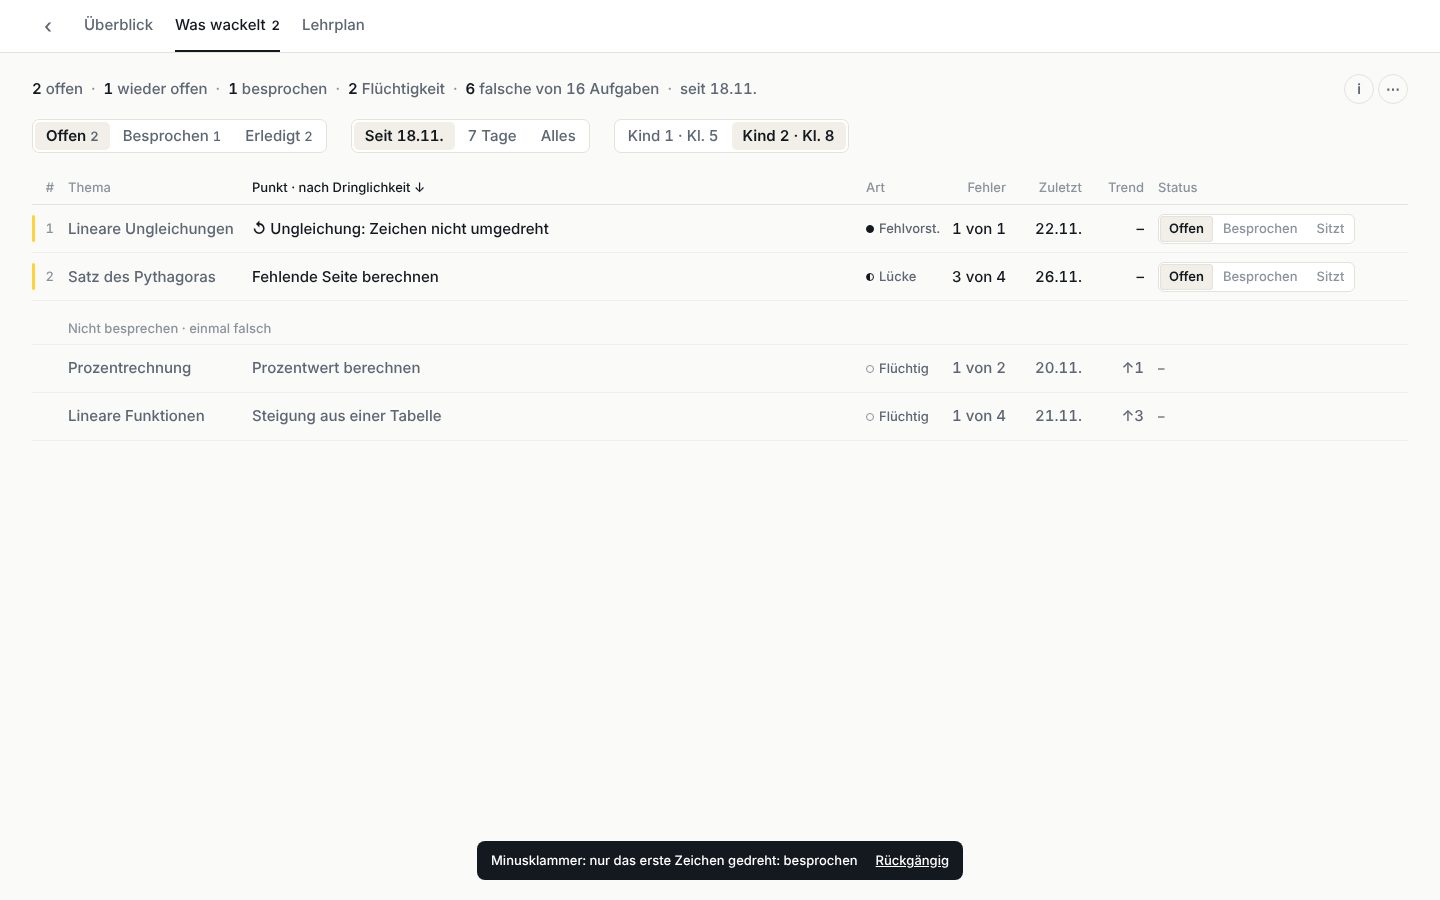 ‹ Überblick Was wackelt 2 Lehrplan
2 offen · 1 wieder offen · 1 besprochen · 2 Flüchtigkeit · 6 falsche von 16 Aufgaben · seit 18.11. i ···
Offen 2 Besprochen 1 Erledigt 2 Seit 18.11. 7 Tage Alles Kind 1 · Kl. 5 Kind 2 · Kl. 8
# Thema Punkt · nach Dringlichkeit ↓ Art Fehler Zuletzt Trend Status
1 Lineare Ungleichungen ↺ Ungleichung: Zeichen nicht umgedreht ● Fehlvorst. 1 von 1 22.11. – Offen Besprochen Sitzt
2 Satz des Pythagoras Fehlende Seite berechnen ◐ Lücke 3 von 4 26.11. – Offen Besprochen Sitzt
Nicht besprechen · einmal falsch
Prozentrechnung Prozentwert berechnen ○ Flüchtig 1 von 2 20.11. ↑1 –
Lineare Funktionen Steigung aus einer Tabelle ○ Flüchtig 1 von 4 21.11. ↑3 –
Minusklammer: nur das erste Zeichen gedreht: besprochen Rückgängig